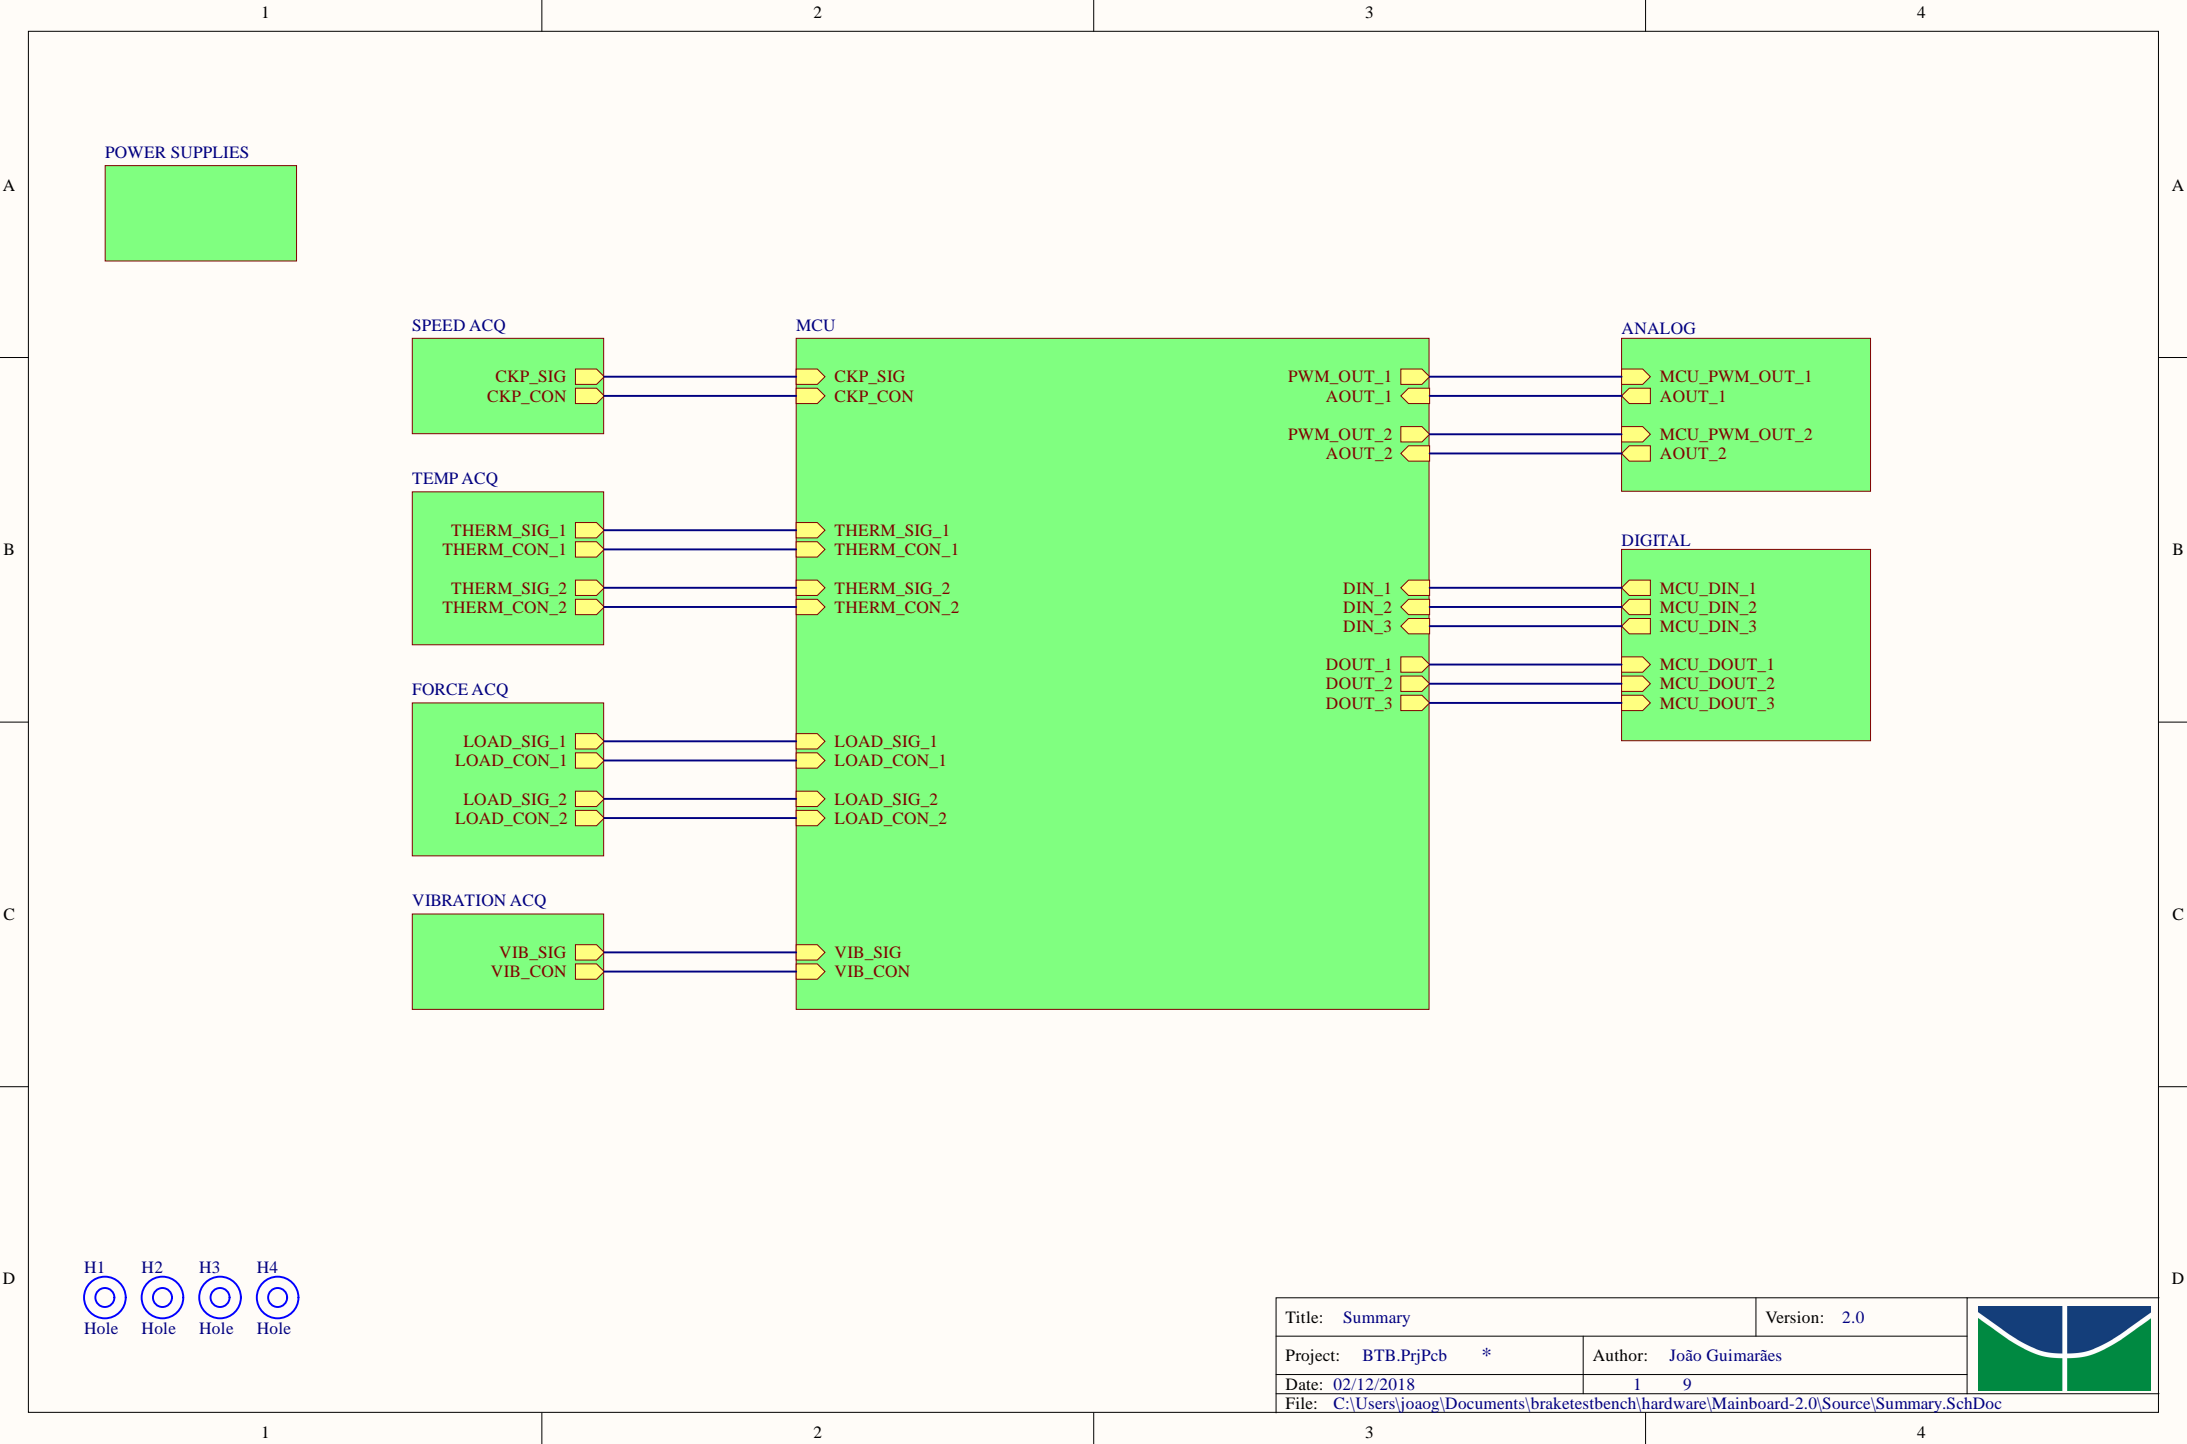 1 2 3 4
A A
POWER SUPPLIES
SPEED ACQ
CKP_SIG
CKP_CON
TEMP ACQ
THERM_SIG_1
THERM_CON_1
THERM_SIG_2
THERM_CON_2
FORCE ACQ
LOAD_SIG_1
LOAD_CON_1
LOAD_SIG_2
LOAD_CON_2
VIBRATION ACQ
VIB_SIG
VIB_CON
MCU
CKP_SIG
CKP_CON
THERM_SIG_1
THERM_CON_1
THERM_SIG_2
THERM_CON_2
LOAD_SIG_1
LOAD_CON_1
LOAD_SIG_2
LOAD_CON_2
VIB_SIG
VIB_CON
PWM_OUT_1
AOUT_1
PWM_OUT_2
AOUT_2
DIN_1
DIN_2
DIN_3
DOUT_1
DOUT_2
DOUT_3
ANALOG
MCU_PWM_OUT_1
AOUT_1
MCU_PWM_OUT_2
AOUT_2
DIGITAL
MCU_DIN_1
MCU_DIN_2
MCU_DIN_3
MCU_DOUT_1
MCU_DOUT_2
MCU_DOUT_3
B B
C C
D D
H1 H2 H3 H4
Hole Hole Hole Hole
Title: Summary Version: 2.0
Project: BTB.PrjPcb * Author: João Guimarães
Date: 02/12/2018 1 9
File: C:\Users\joaog\Documents\braketestbench\hardware\Mainboard-2.0\Source\Summary.SchDoc
1 2 3 4